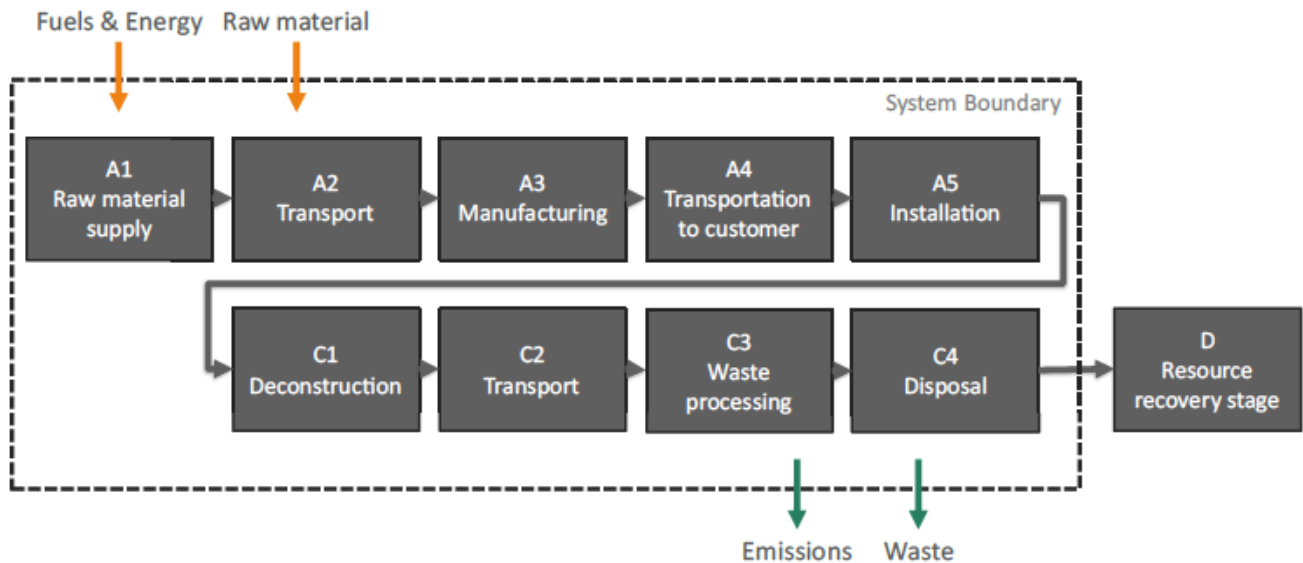 Fuels & Energy
Raw material
System Boundary
A1
Raw material
supply
A2
Transport
A3
Manufacturing
A4
Transportation
to customer
A5
Installation
C1
Deconstruction
C2
Transport
C3
Waste
processing
C4
Disposal
D
Resource
recovery stage
Emissions
Waste